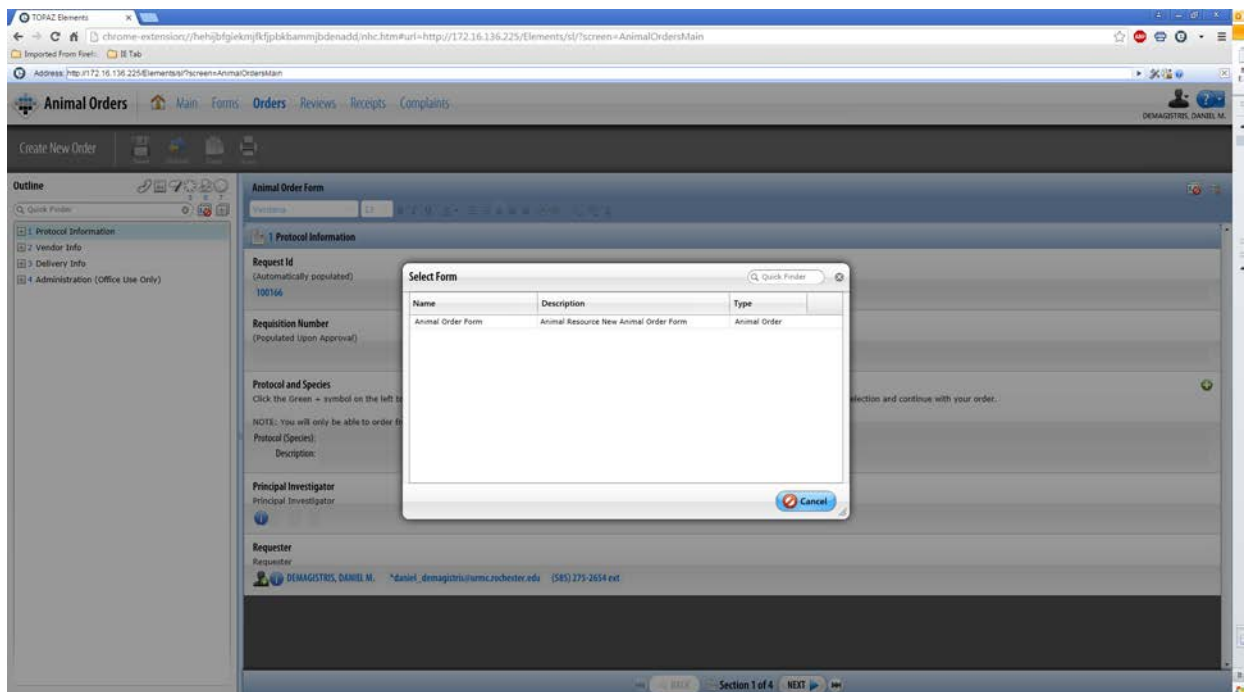 TOPAZ Elements
chrome-extension://hehijbfgiekmjfkfjpbkbammjbdenadd/nhc.htm#url=http://172.16.136.225/Elements/sl/?screen=AnimalOrdersMain
Imported From Firef: IE Tab
Address: http://172.16.136.225/Elements/sl/?screen=AnimalOrdersMain
Animal Orders Main Forms Orders Reviews Receipts Complaints
DEMAGISTRIS, DANIEL M.
Create New Order
Outline
5 6 7
Quick Finder
1 Protocol Information
2 Vendor Info
3 Delivery Info
4 Administration (Office Use Only)
Animal Order Form
Verdana 13
1 Protocol Information
Request Id
(Automatically populated)
100166
Requisition Number
(Populated Upon Approval)
Protocol and Species
Click the Green + symbol on the left to
election and continue with your order.
NOTE: You will only be able to order fr
Protocol (Species):
Description:
Principal Investigator
Principal Investigator
Requester
Requester
DEMAGISTRIS, DANIEL M. *daniel_demagistris@urmc.rochester.edu (585) 275-2654 ext
Select Form Quick Finder
Name Description Type
Animal Order Form Animal Resource New Animal Order Form Animal Order
Cancel
BACK Section 1 of 4 NEXT